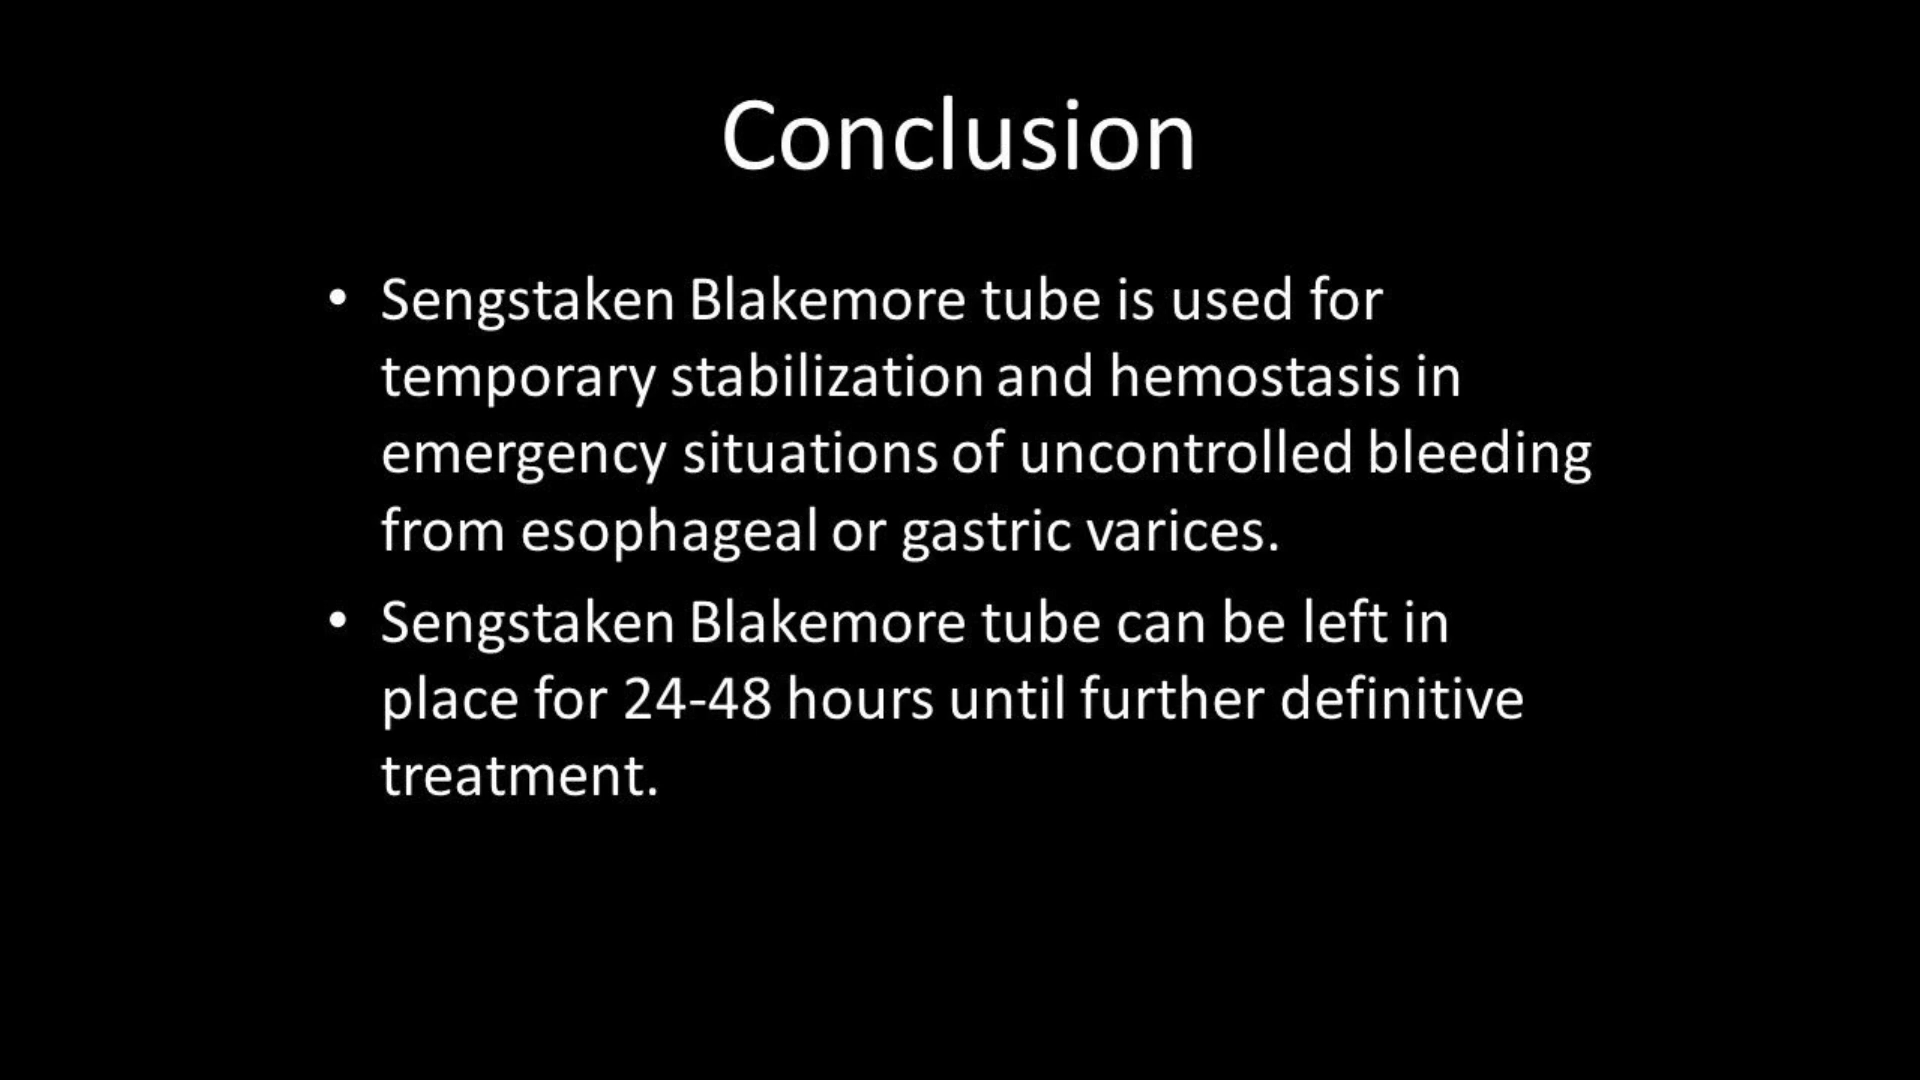 Conclusion
• Sengstaken Blakemore tube is used for
temporary stabilization and hemostasis in
emergency situations of uncontrolled bleeding
from esophageal or gastric varices.
• Sengstaken Blakemore tube can be left in
place for 24-48 hours until further definitive
treatment.